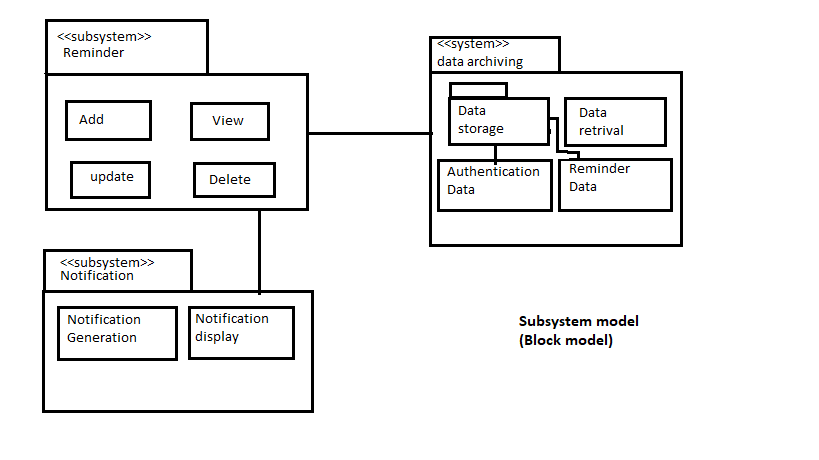 <<subsystem>>
Reminder
Add
View
update
Delete
<<system>>
data archiving
Data
storage
Data
retrival
Authentication
Data
Reminder
Data
<<subsystem>>
Notification
Notification
Generation
Notification
display
Subsystem model
(Block model)